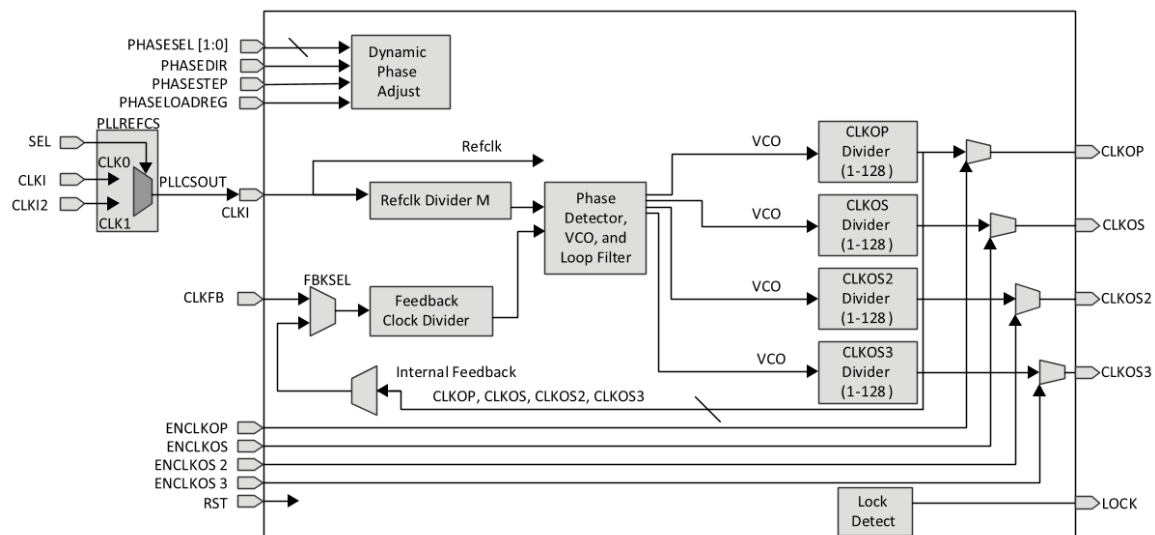 PHASESEL [1:0]
PHASEDIR
PHASESTEP
PHASELOADREG
Dynamic
Phase
Adjust
PLLREFCS
SEL
CLK0
CLKI
CLKI2
CLK1
PLLCSOUT
CLKI
Refclk
Refclk Divider M
Phase
Detector,
VCO, and
Loop Filter
VCO
CLKOP
Divider
(1-128)
CLKOP
VCO
CLKOS
Divider
(1-128)
CLKOS
CLKFB
FBKSEL
Feedback
Clock Divider
VCO
CLKOS2
Divider
(1-128)
CLKOS2
VCO
CLKOS3
Divider
(1-128)
CLKOS3
Internal Feedback
CLKOP, CLKOS, CLKOS2, CLKOS3
ENCLKOP
ENCLKOS
ENCLKOS 2
ENCLKOS 3
RST
Lock
Detect
LOCK